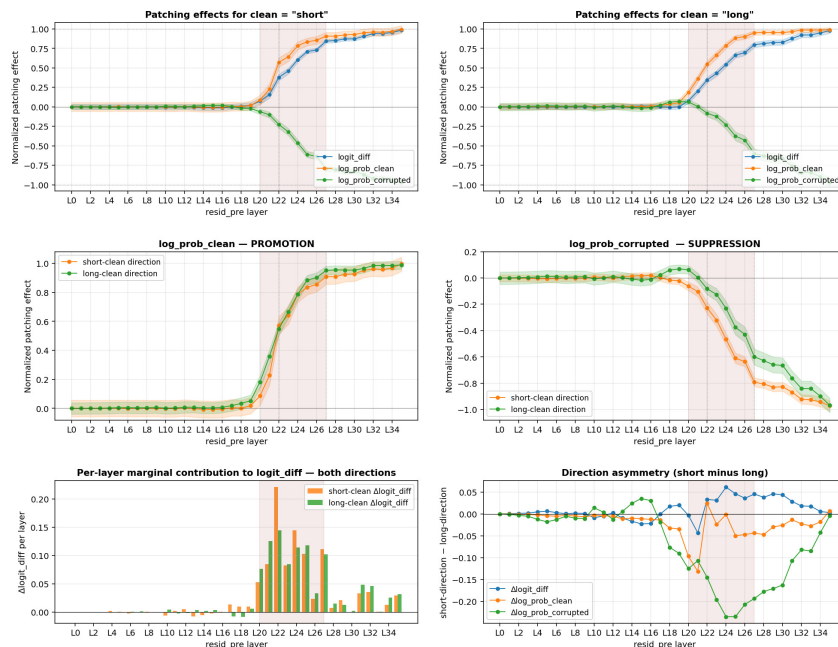 Patching effects for clean = "short"
1.00
0.75
0.50
0.25
0.00
−0.25
−0.50
−0.75
−1.00
Normalized patching effect
logit_diff
log_prob_clean
log_prob_corrupted
L0 L2 L4 L6 L8 L10 L12 L14 L16 L18 L20 L22 L24 L26 L28 L30 L32 L34
resid_pre layer
Patching effects for clean = "long"
1.00
0.75
0.50
0.25
0.00
−0.25
−0.50
−0.75
−1.00
Normalized patching effect
logit_diff
log_prob_clean
log_prob_corrupted
L0 L2 L4 L6 L8 L10 L12 L14 L16 L18 L20 L22 L24 L26 L28 L30 L32 L34
resid_pre layer
log_prob_clean — PROMOTION
1.0
0.8
0.6
0.4
0.2
0.0
Normalized patching effect
short-clean direction
long-clean direction
L0 L2 L4 L6 L8 L10 L12 L14 L16 L18 L20 L22 L24 L26 L28 L30 L32 L34
resid_pre layer
log_prob_corrupted — SUPPRESSION
0.2
0.0
−0.2
−0.4
−0.6
−0.8
−1.0
Normalized patching effect
short-clean direction
long-clean direction
L0 L2 L4 L6 L8 L10 L12 L14 L16 L18 L20 L22 L24 L26 L28 L30 L32 L34
resid_pre layer
Per-layer marginal contribution to logit_diff — both directions
0.20
0.15
0.10
0.05
0.00
Δlogit_diff per layer
short-clean Δlogit_diff
long-clean Δlogit_diff
L0 L2 L4 L6 L8 L10 L12 L14 L16 L18 L20 L22 L24 L26 L28 L30 L32 L34
resid_pre layer
Direction asymmetry (short minus long)
0.05
0.00
−0.05
−0.10
−0.15
−0.20
short-direction − long-direction
Δlogit_diff
Δlog_prob_clean
Δlog_prob_corrupted
L0 L2 L4 L6 L8 L10 L12 L14 L16 L18 L20 L22 L24 L26 L28 L30 L32 L34
resid_pre layer